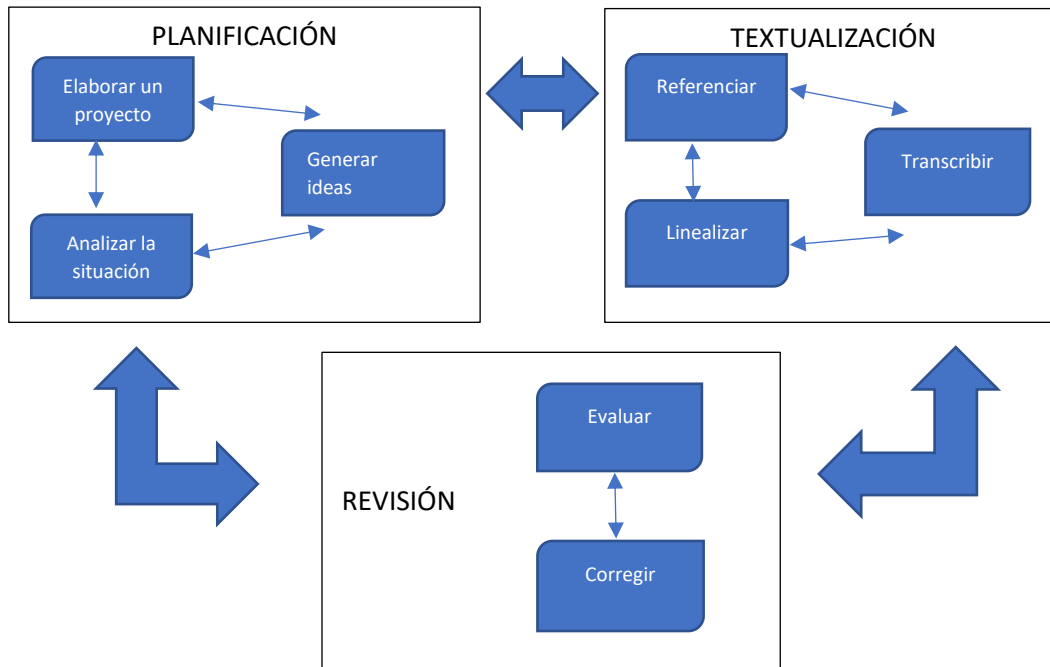 PLANIFICACIÓN
Elaborar un
proyecto
Generar
ideas
Analizar la
situación
TEXTUALIZACIÓN
Referenciar
Transcribir
Linealizar
REVISIÓN
Evaluar
Corregir